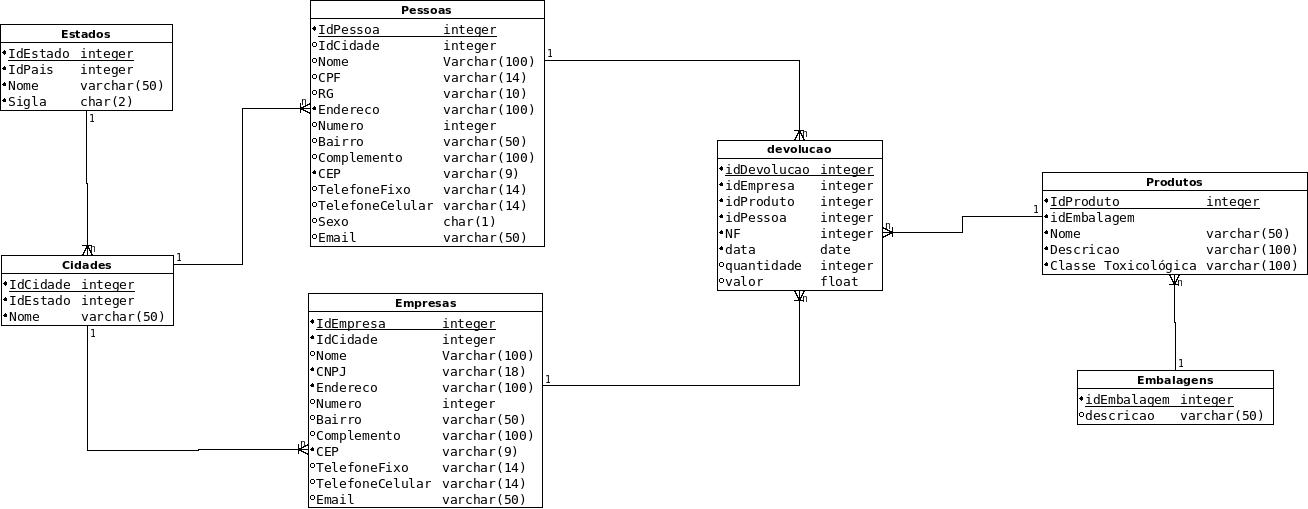 Estados
IdEstado integer
IdPais integer
Nome varchar(50)
Sigla char(2)
1
n
Cidades
IdCidade integer
IdEstado integer
Nome varchar(50)
1
1
Pessoas
IdPessoa integer
IdCidade integer
Nome Varchar(100)
CPF varchar(14)
RG varchar(10)
Endereco varchar(100)
Numero integer
Bairro varchar(50)
Complemento varchar(100)
CEP varchar(9)
TelefoneFixo varchar(14)
TelefoneCelular varchar(14)
Sexo char(1)
Email varchar(50)
n
1
Empresas
IdEmpresa integer
IdCidade integer
Nome Varchar(100)
CNPJ varchar(18)
Endereco varchar(100)
Numero integer
Bairro varchar(50)
Complemento varchar(100)
CEP varchar(9)
TelefoneFixo varchar(14)
TelefoneCelular varchar(14)
Email varchar(50)
n
1
n
devolucao
idDevolucao integer
idEmpresa integer
idProduto integer
idPessoa integer
NF integer
data date
quantidade integer
valor float
n
n
1
Produtos
IdProduto integer
idEmbalagem
Nome varchar(50)
Descricao varchar(100)
Classe Toxicológica varchar(100)
n
1
Embalagens
idEmbalagem integer
descricao varchar(50)